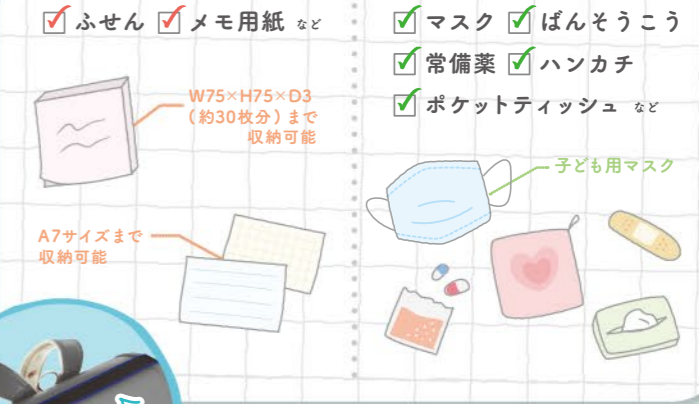 ふせん メモ用紙 など
W75×H75×D3
(約30枚分)まで
収納可能
A7サイズまで
収納可能
マスク ばんそうこう
常備薬 ハンカチ
ポケットティッシュ など
子ども用マスク